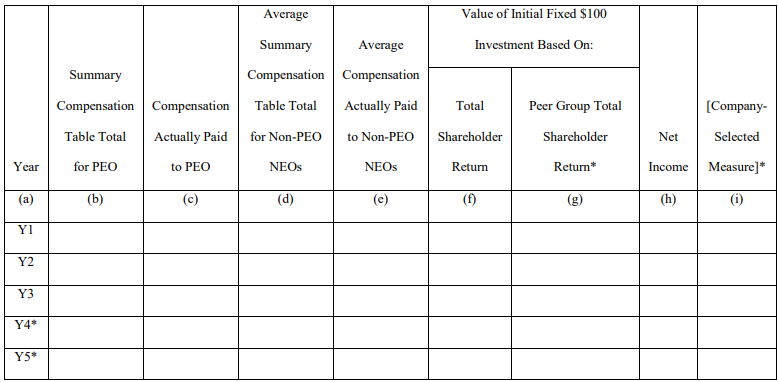 Year
Summary
Compensation
Table Total
for PEO
Compensation
Actually Paid
to PEO
Average
Summary
Compensation
Table Total
for Non-PEO
NEOs
Average
Compensation
Actually Paid
to Non-PEO
NEOs
Value of Initial Fixed $100
Investment Based On:
Total
Shareholder
Return
Peer Group Total
Shareholder
Return*
Net
Income
[Company-
Selected
Measure]*
(a) (b) (c) (d) (e) (f) (g) (h) (i)
Y1
Y2
Y3
Y4*
Y5*